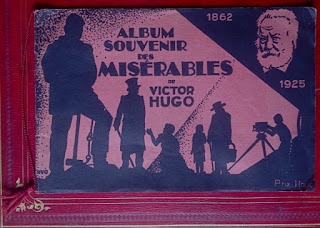 ALBUM
SOUVENIR
DES
MISÉRABLES
DE
VICTOR
HUGO
1862
1925